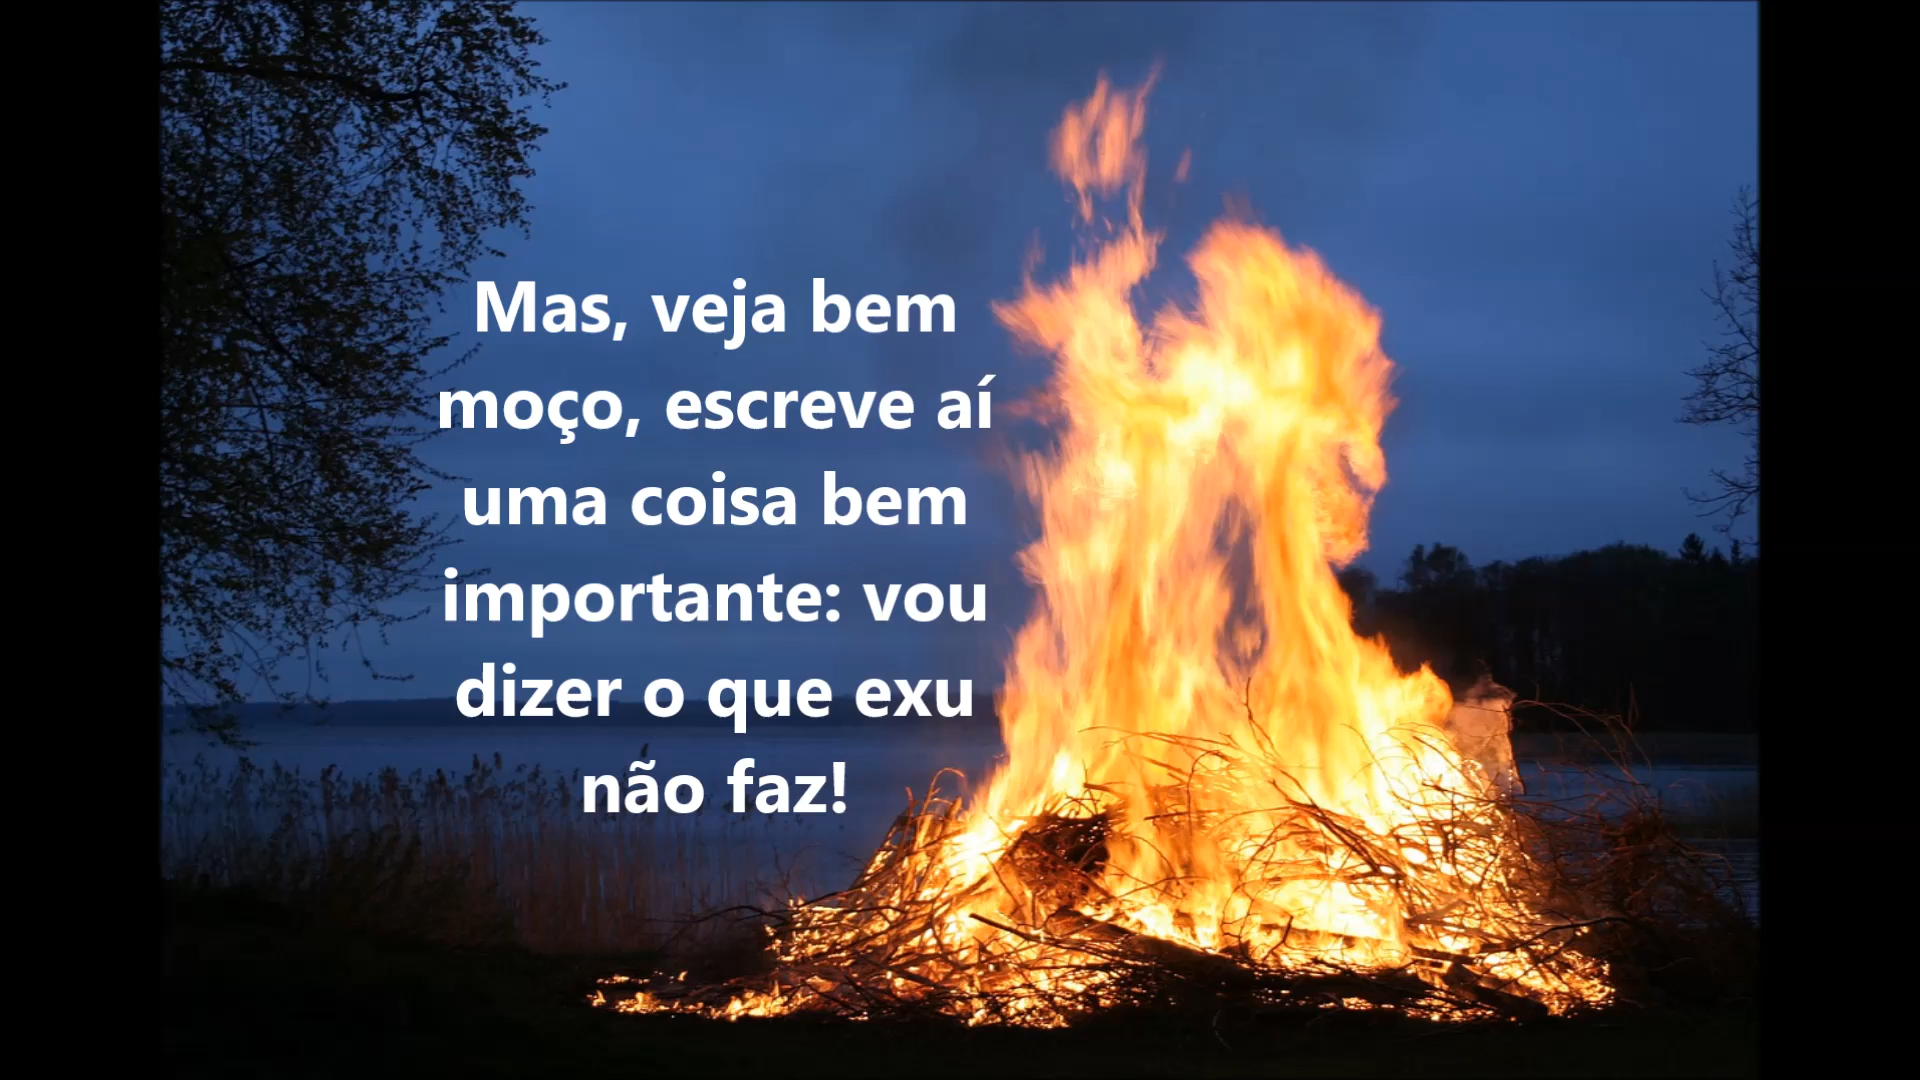 Mas, veja bem
moço, escreve aí
uma coisa bem
importante: vou
dizer o que exu
não faz!